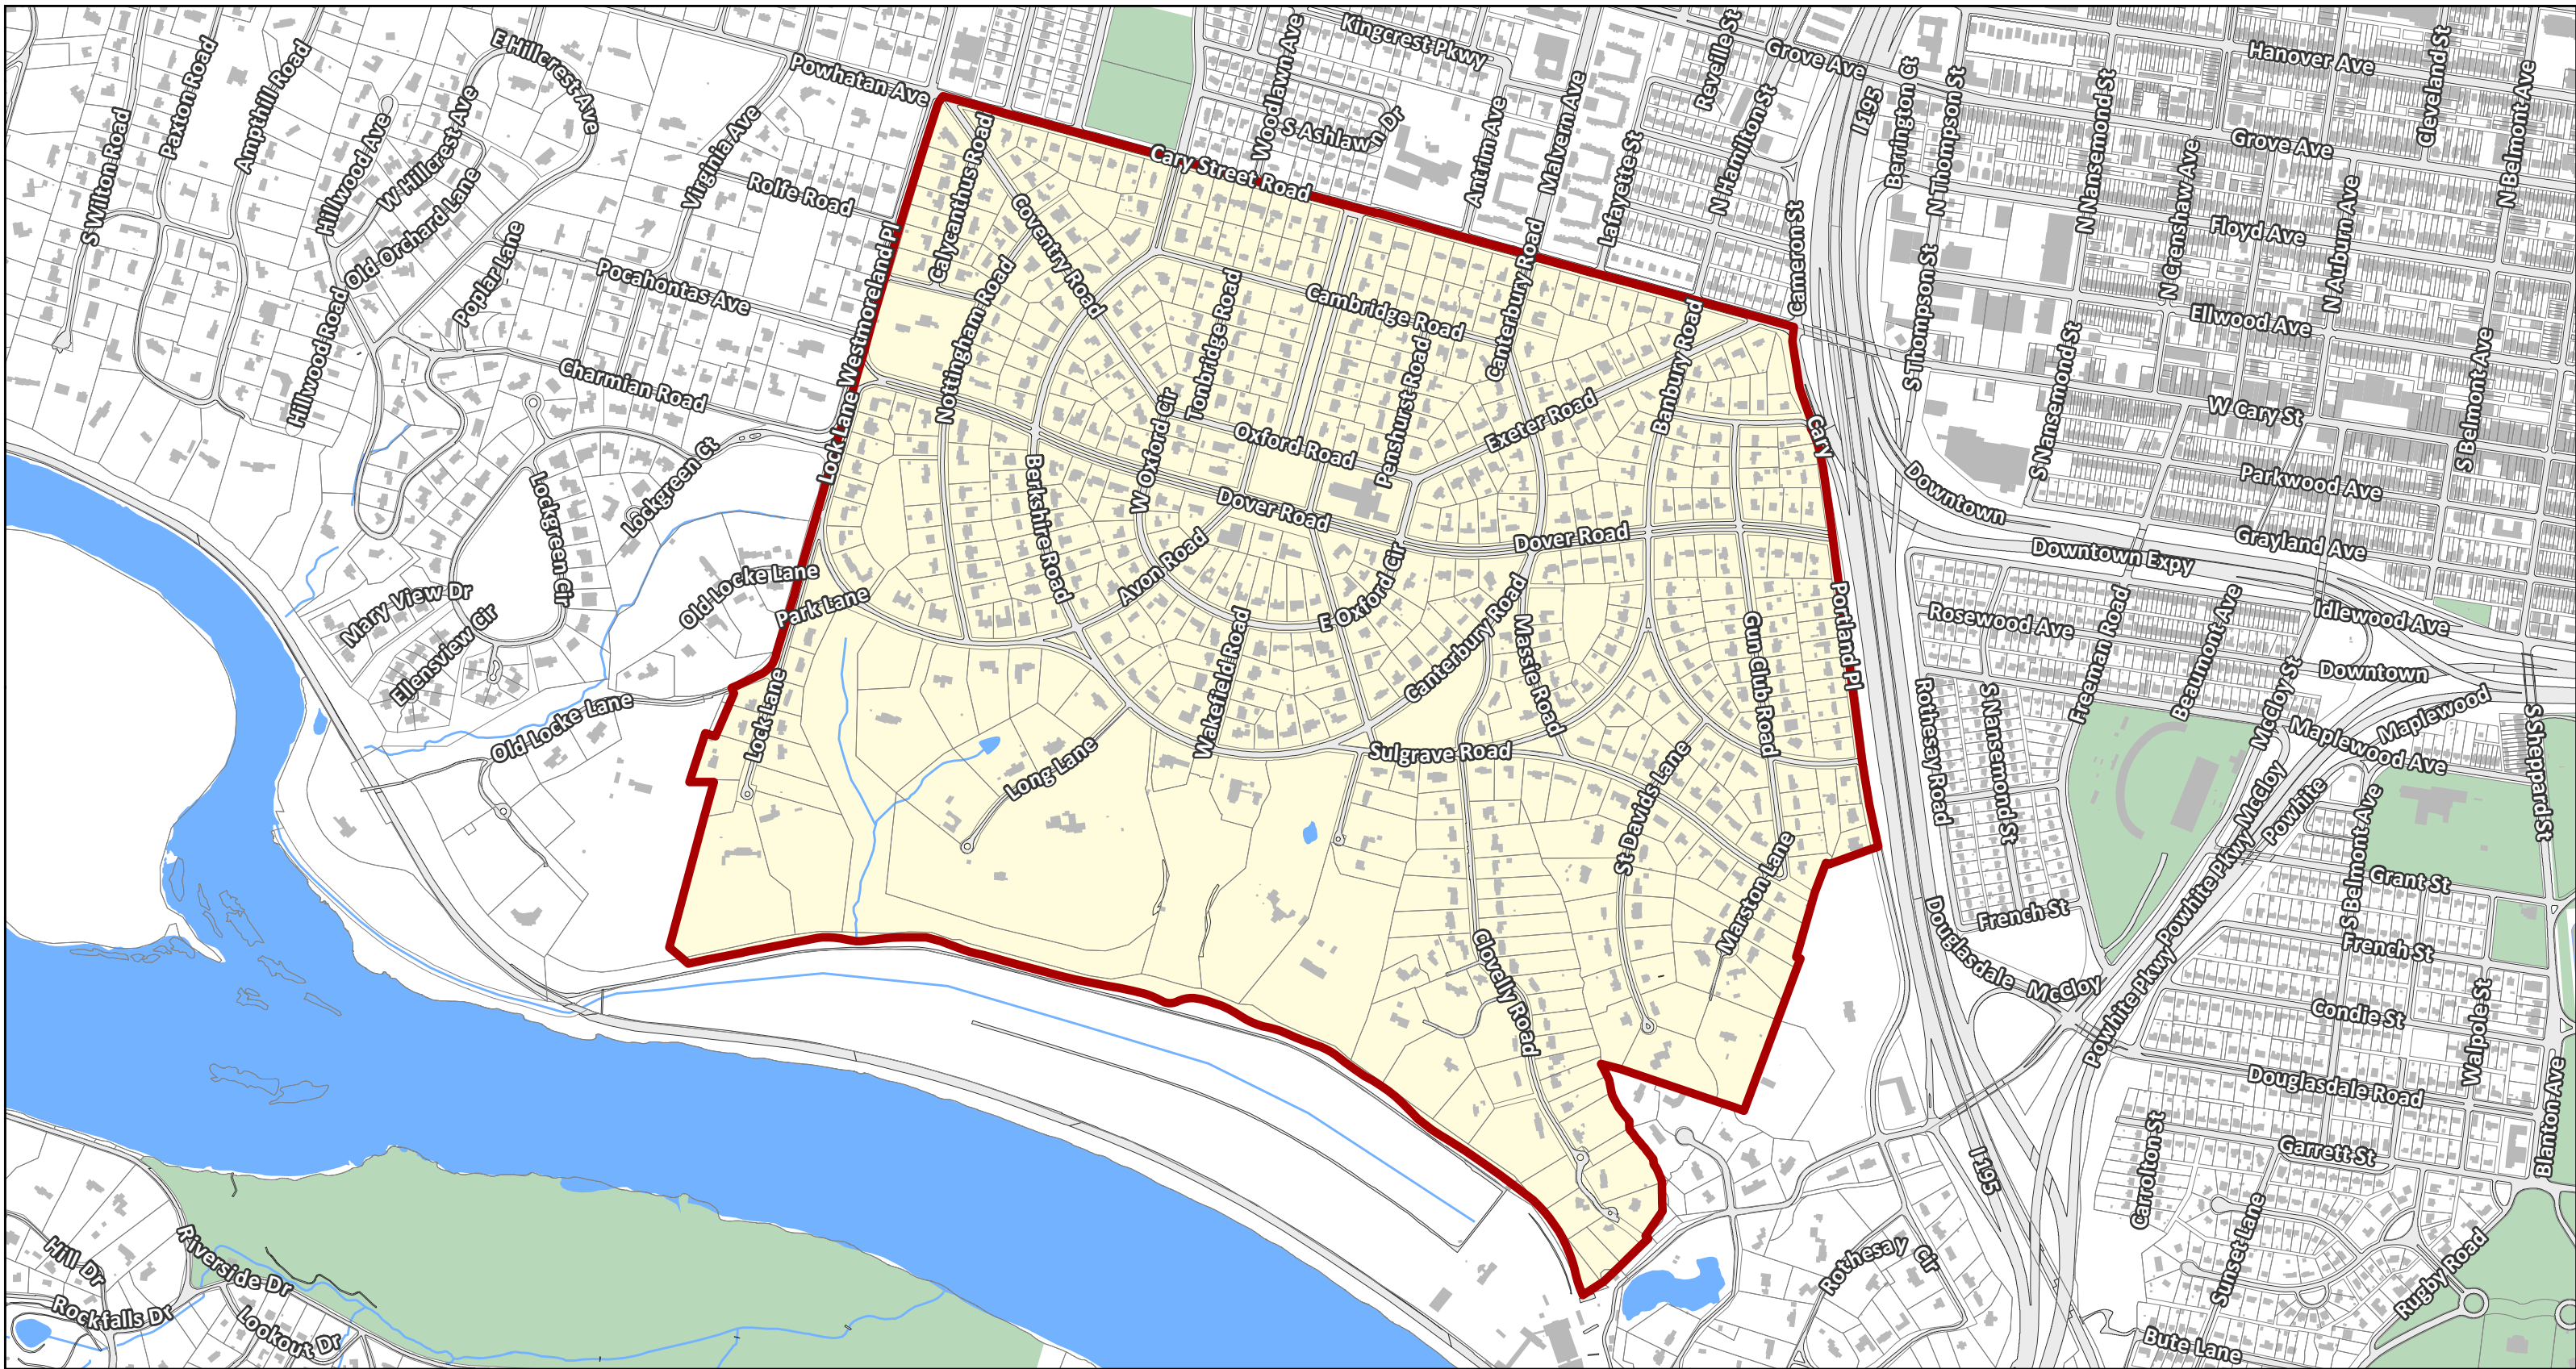 Kingcrest Pkwy
Reveille St
Grove Ave
Hanover Ave
Cleveland St
E Hillcrest Ave
Powhatan Ave
Woodlawn Ave
Paxton Road
Ampthill Road
S Wilton Road
Hillwood Ave
W Hillcrest Ave
Virginia Ave
Calycanthus Road
S Ashlawn Dr
Antrim Ave
Malvern Ave
N Hamilton St
I 195
Berrington Ct
N Thompson St
N Nansemond St
N Belmont Ave
Grove Ave
Cary Street Road
Lafayette St
N Crenshaw Ave
N Auburn Ave
Rolfe Road
Old Orchard Lane
Poplar Lane
Coventry Road
Cameron St
Floyd Ave
Pocahontas Ave
Westmoreland Pl
Nottingham Road
Tonbridge Road
Cambridge Road
Canterbury Road
Banbury Road
S Thompson St
Ellwood Ave
Hillwood Road
Charmian Road
Penshurst Road
S Nansemond St
S Belmont Ave
Lock Lane
W Oxford Cir
Oxford Road
Exeter Road
Cary
W Cary St
Lockgreen Ct
Lockgreen Cir
Berkshire Road
Dover Road
Dover Road
Downtown
Parkwood Ave
Grayland Ave
Downtown Expy
Mary View Dr
Old Locke Lane
Park Lane
Avon Road
E Oxford Cir
Canterbury Road
Massie Road
Gun Club Road
Portland Pl
Rosewood Ave
Freeman Road
Beaumont Ave
Idlewood Ave
Ellensview Cir
Downtown
Old Locke Lane
Lock Lane
Wakefield Road
Sulgrave Road
Rothesay Road
S Nansemond St
McCloy St
Maplewood
Maplewood Ave
S Sheppard St
Long Lane
St Davids Lane
Marston Lane
McCloy
Powhite
Powhite Pkwy
S Belmont Ave
Grant St
French St
French St
Clovelly Road
Douglasdale
McCloy
Powhite Pkwy
Powhite Pkwy
Condie St
Walpole St
Douglasdale Road
Blanton Ave
Garrett St
Carrolton St
I 195
Riverside Dr
Hill Dr
Rockfalls Dr
Lookout Dr
Rothesay Cir
Sunset Lane
Rugby Road
Bute Lane